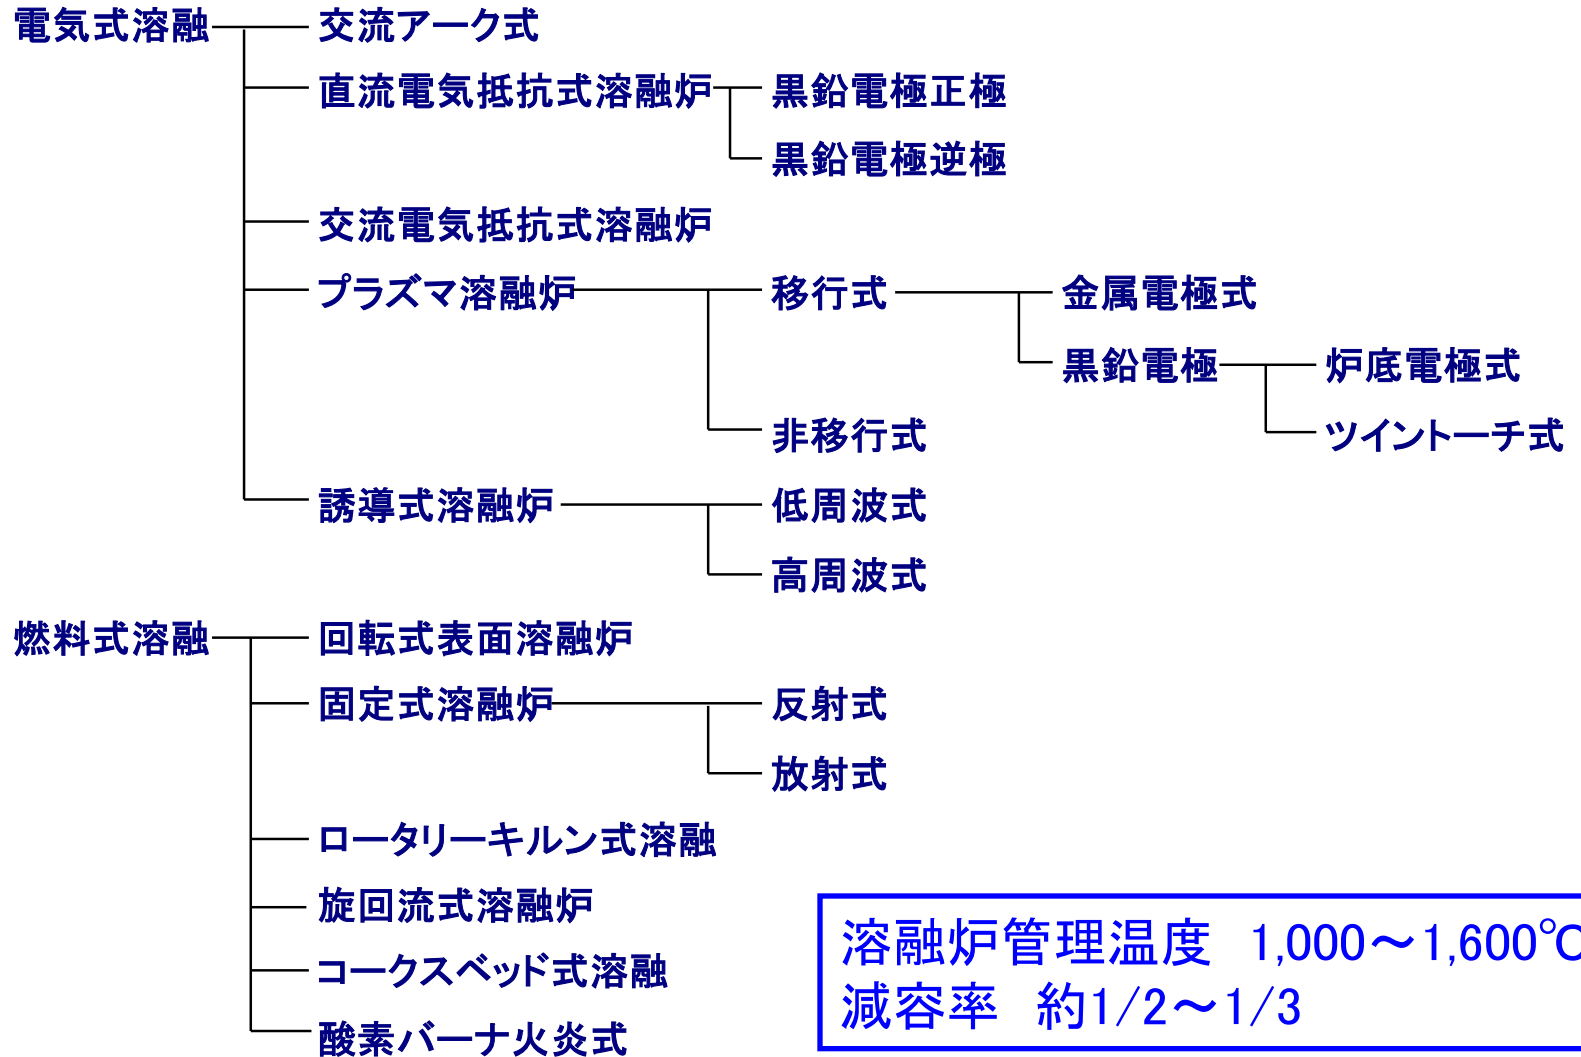 電気式溶融 交流アーク式
直流電気抵抗式溶融炉 黒鉛電極正極
黒鉛電極逆極
交流電気抵抗式溶融炉
プラズマ溶融炉 移行式 金属電極式
黒鉛電極 炉底電極式
非移行式 ツイントーチ式
誘導式溶融炉 低周波式
高周波式
燃料式溶融 回転式表面溶融炉
固定式溶融炉 反射式
放射式
ロータリーキルン式溶融
旋回流式溶融炉
コークスベッド式溶融
酸素バーナ火炎式
溶融炉管理温度 1,000～1,600℃
減容率 約1/2～1/3